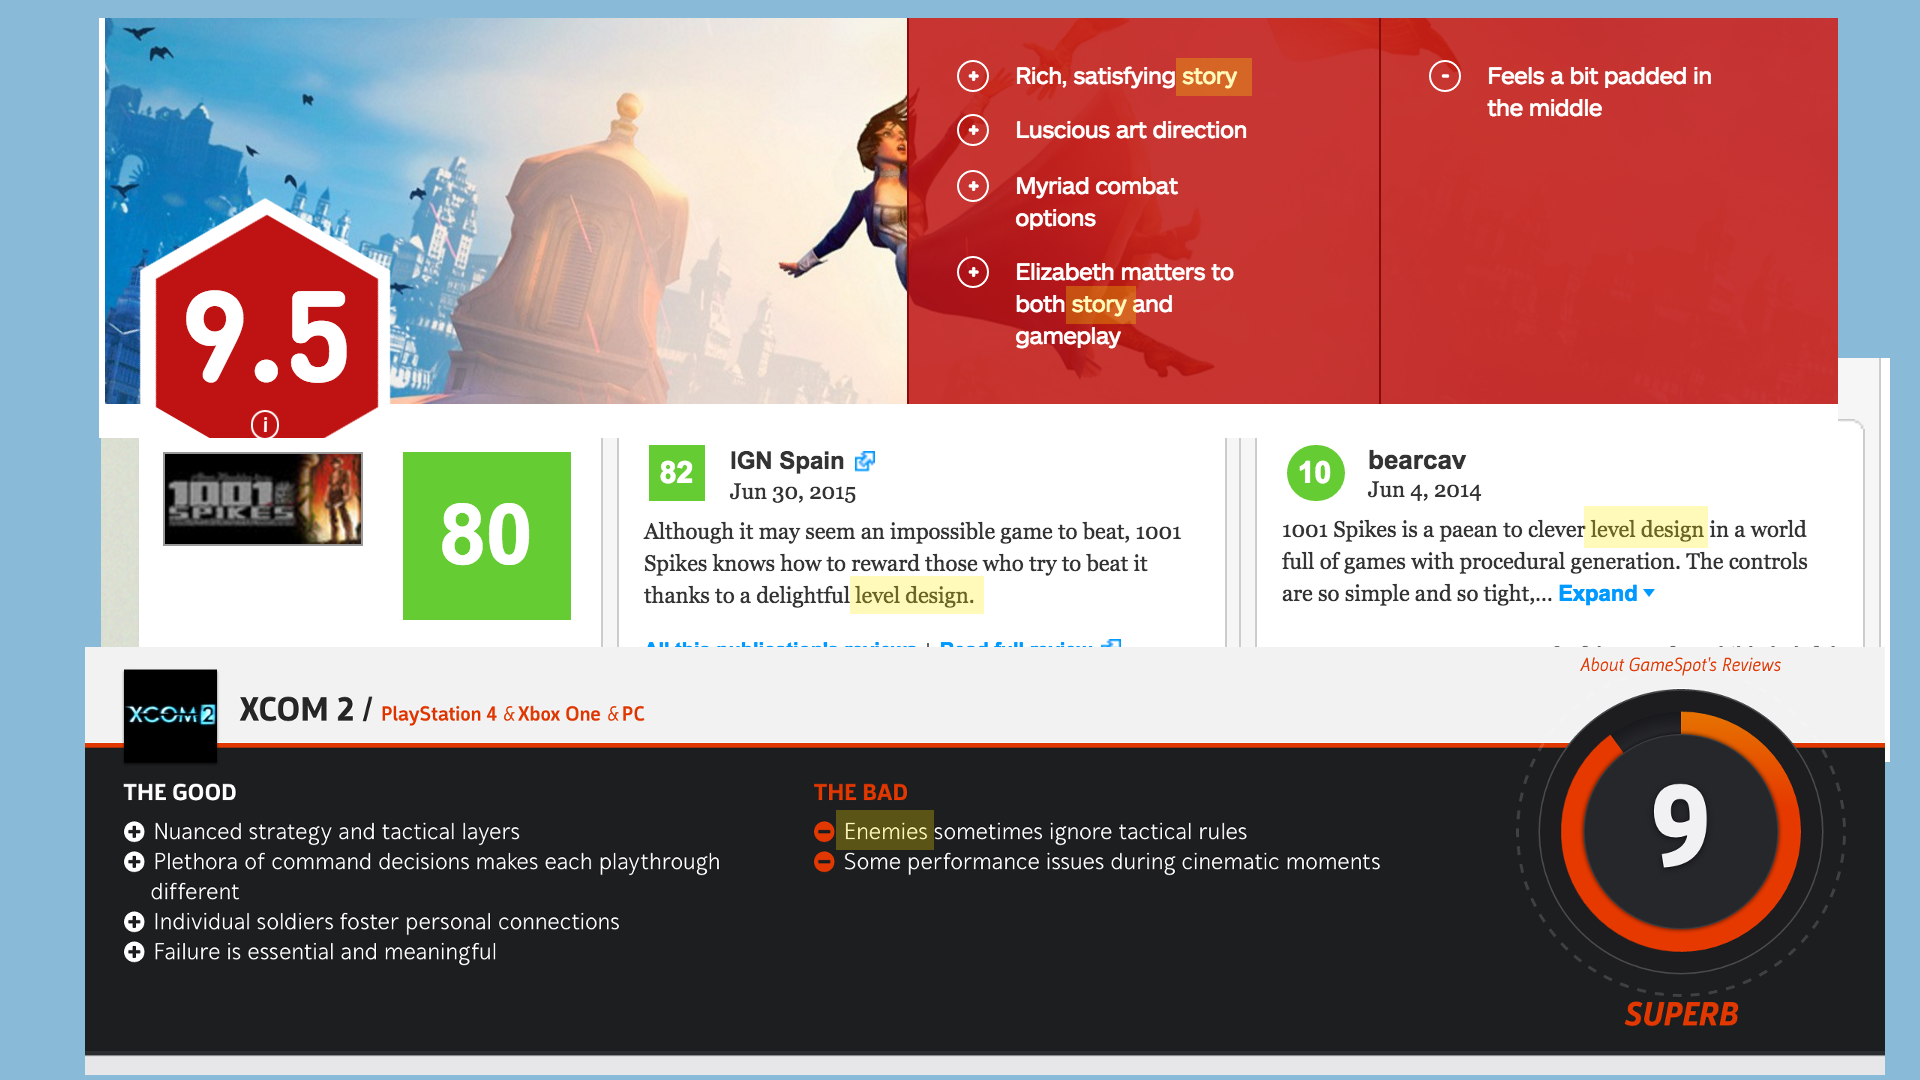 + Rich, satisfying story
+ Luscious art direction
+ Myriad combat
options
+ Elizabeth matters to
both story and
gameplay
- Feels a bit padded in
the middle
9.5
i
1001
SPIKES
80
82 IGN Spain
Jun 30, 2015
Although it may seem an impossible game to beat, 1001
Spikes knows how to reward those who try to beat it
thanks to a delightful level design.
All this publication's reviews | Read full review
10 bearcav
Jun 4, 2014
1001 Spikes is a paean to clever level design in a world
full of games with procedural generation. The controls
are so simple and so tight,... Expand
About GameSpot's Reviews
XCOM 2
XCOM 2 / PlayStation 4 & Xbox One & PC
THE GOOD
+ Nuanced strategy and tactical layers
+ Plethora of command decisions makes each playthrough
different
+ Individual soldiers foster personal connections
+ Failure is essential and meaningful
THE BAD
- Enemies sometimes ignore tactical rules
- Some performance issues during cinematic moments
9
SUPERB